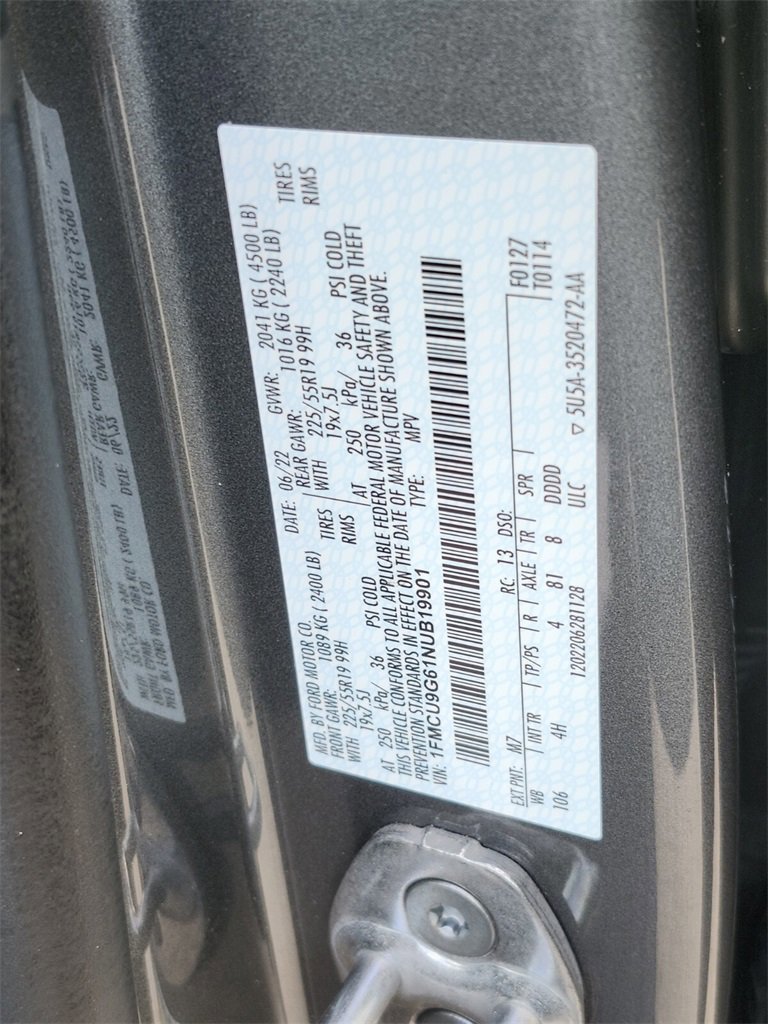 MFD. BY FORD MOTOR CO. DATE: 06/22 GVWR: 2041 KG ( 4500 LB)
FRONT GAWR: 1089 KG ( 2400 LB) REAR GAWR: 1016 KG ( 2240 LB)
WITH 225/55R19 99H TIRES WITH 225/55R19 99H TIRES
19x7.5J RIMS 19x7.5J RIMS
AT 250 kPa/ 36 PSI COLD AT 250 kPa/ 36 PSI COLD
THIS VEHICLE CONFORMS TO ALL APPLICABLE FEDERAL MOTOR VEHICLE SAFETY AND THEFT
PREVENTION STANDARDS IN EFFECT ON THE DATE OF MANUFACTURE SHOWN ABOVE.
VIN: 1FMCU9G61NUB19901 TYPE: MPV
EXT PNT: M7 RC: 13 DSO: F0127
WB INT TR TP/PS R AXLE TR SPR T0114
106 4H 4 81 8 DDDD
1202206281128 ULC ▽ 5U5A-3520472-AA